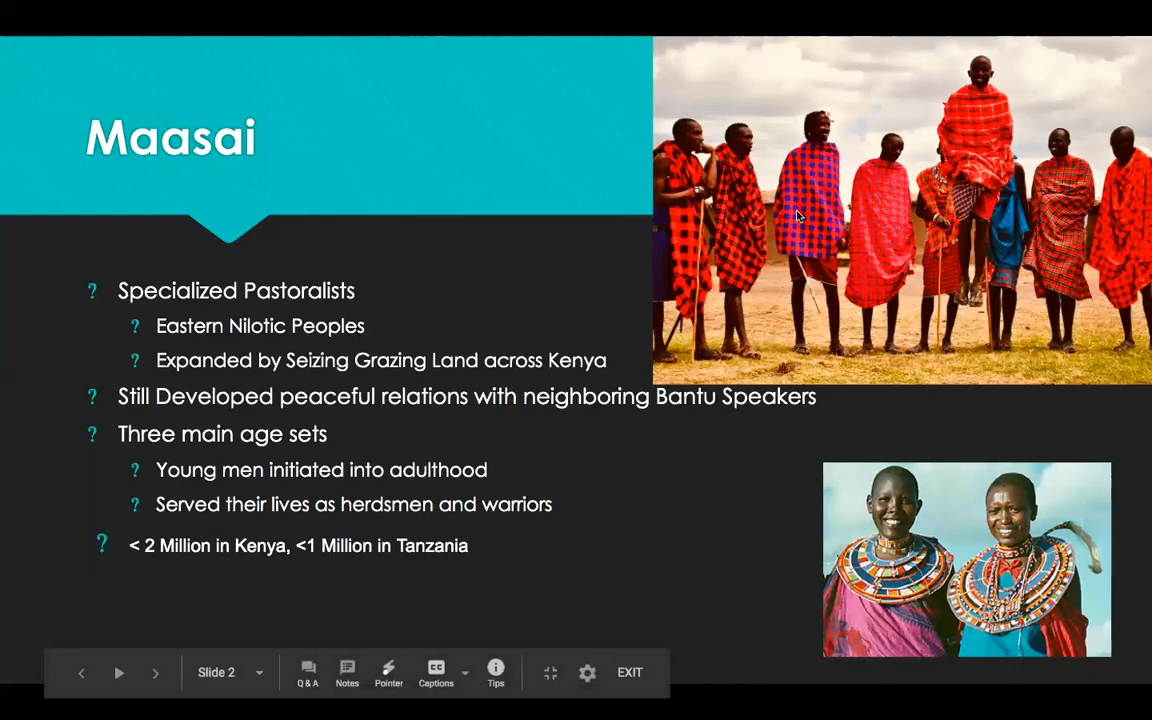 Maasai
? Specialized Pastoralists
? Eastern Nilotic Peoples
? Expanded by Seizing Grazing Land across Kenya
? Still Developed peaceful relations with neighboring Bantu Speakers
? Three main age sets
? Young men initiated into adulthood
? Served their lives as herdsmen and warriors
? < 2 Million in Kenya, <1 Million in Tanzania
Slide 2
Q & A
Notes
Pointer
CC
Captions
Tips
EXIT